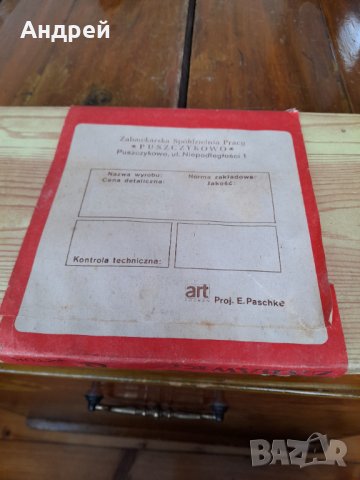 Андрей
Zabawkarska Spółdzielnia Pracy
★PUSZCZYKOWO★
Puszczykowo, ul. Niepodległości 1
Nazwa wyrobu: Norma zakładowa:
Cena detaliczna: Jakość:
Kontrola techniczna:
art
Proj. E. Paschke
BAZAR